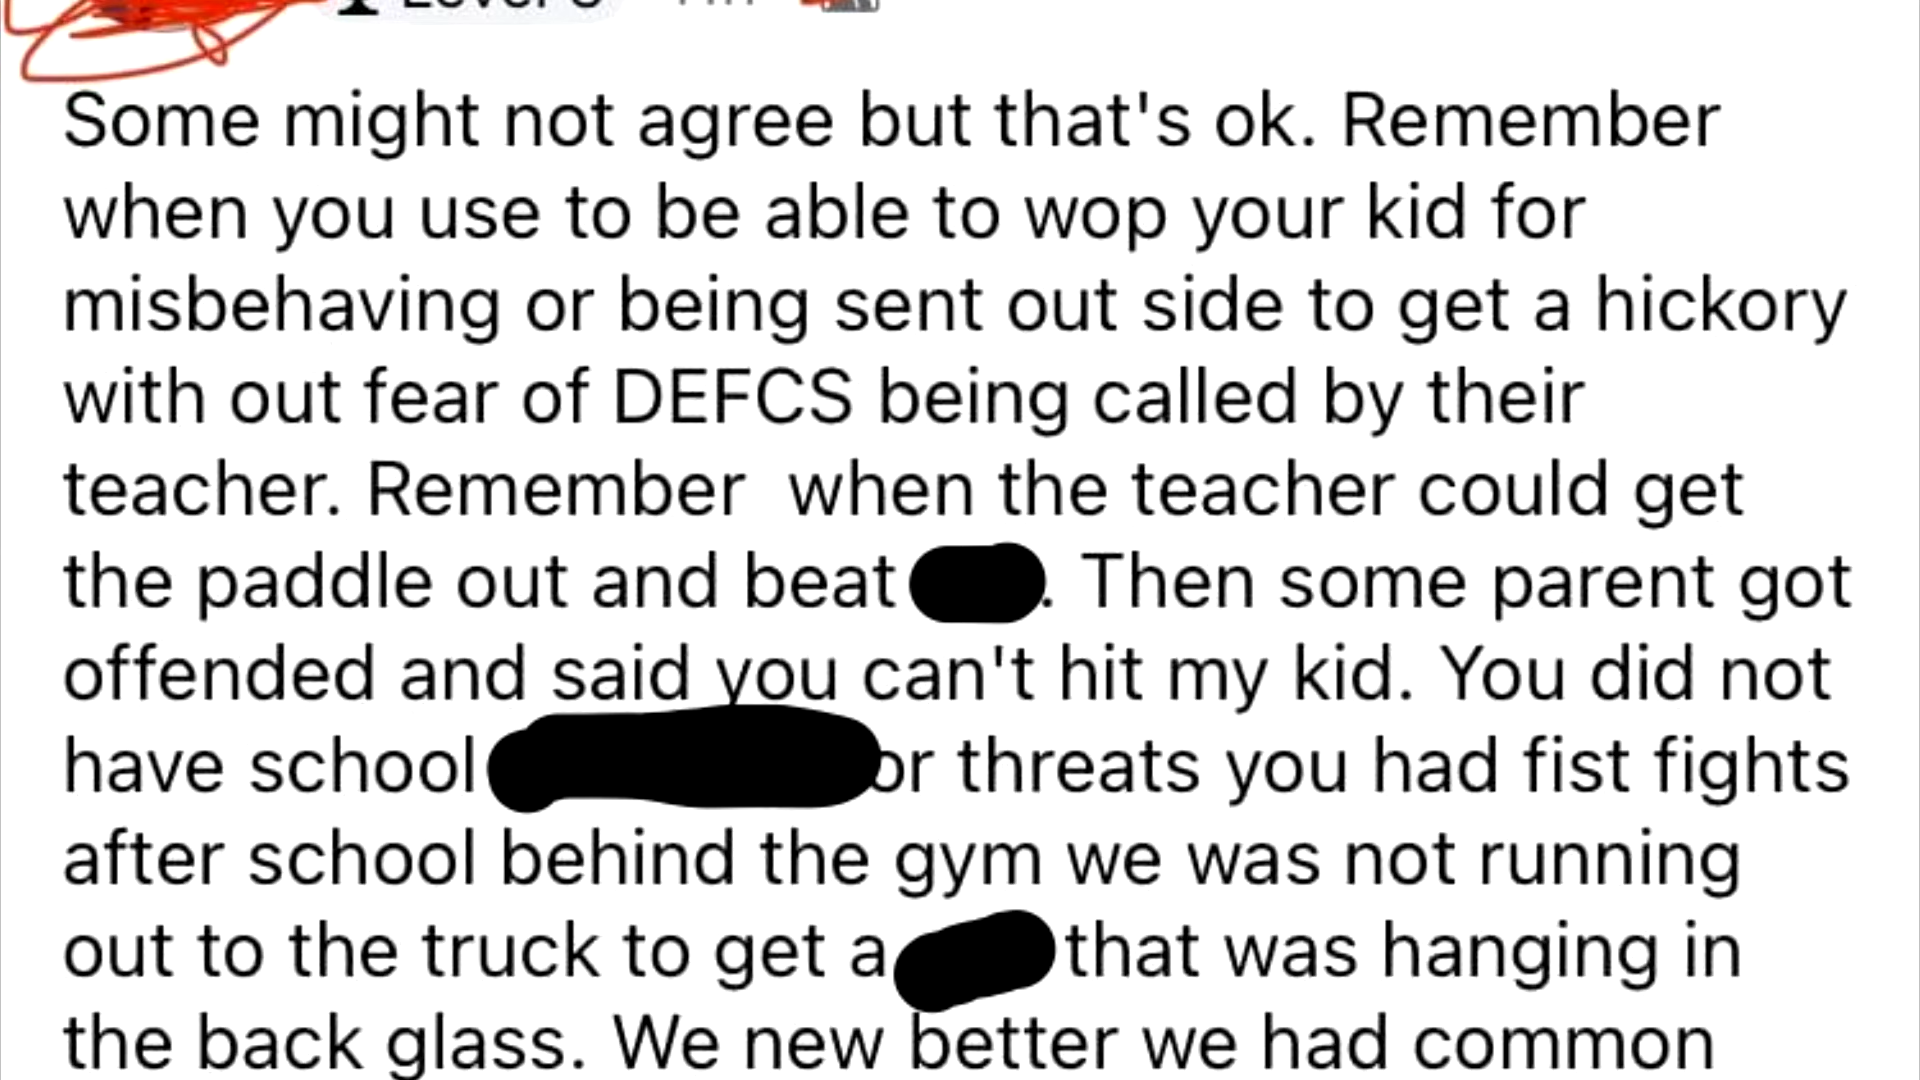 Some might not agree but that's ok. Remember
when you use to be able to wop your kid for
misbehaving or being sent out side to get a hickory
with out fear of DEFCS being called by their
teacher. Remember  when the teacher could get
the paddle out and beat . Then some parent got
offended and said you can't hit my kid. You did not
have school or threats you had fist fights
after school behind the gym we was not running
out to the truck to get a that was hanging in
the back glass. We new better we had common